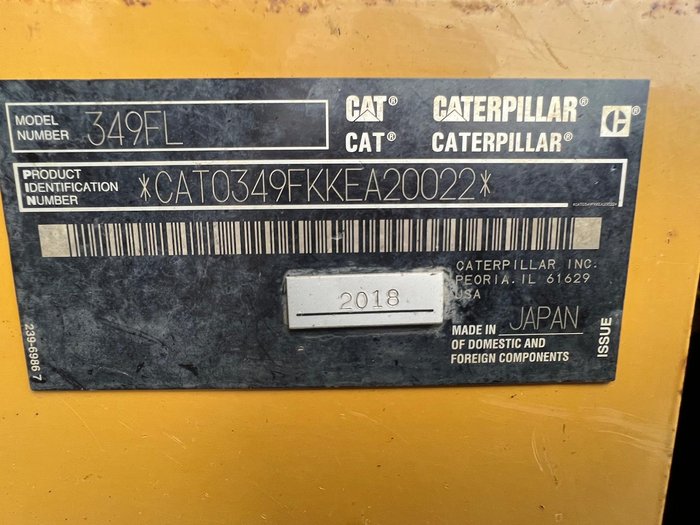 MODEL
NUMBER 349FL
CAT® CATERPILLAR®
CAT® CATERPILLAR®
PRODUCT
IDENTIFICATION
NUMBER
*CAT0349FKKEA20022*
*CAT0349FKKEA20022*
CATERPILLAR INC.
PEORIA, IL 61629
USA
2018
MADE IN JAPAN
OF DOMESTIC AND
FOREIGN COMPONENTS
ISSUE
239-6986 7